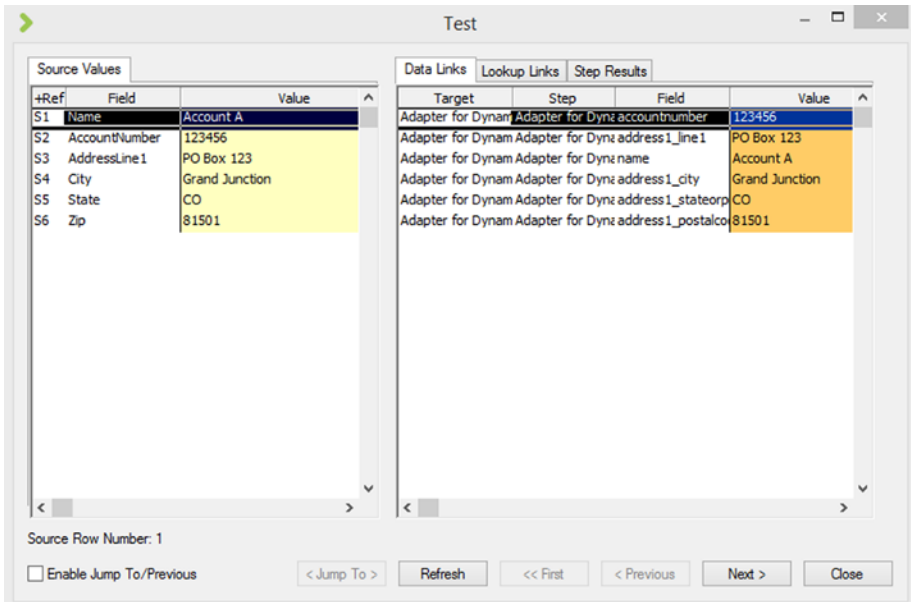 Test
Source Values
+Ref Field Value
S1 Name Account A
S2 AccountNumber 123456
S3 AddressLine1 PO Box 123
S4 City Grand Junction
S5 State CO
S6 Zip 81501
Data Links Lookup Links Step Results
Target Step Field Value
Adapter for Dynam Adapter for Dyna accountnumber 123456
Adapter for Dynam Adapter for Dyna address1_line1 PO Box 123
Adapter for Dynam Adapter for Dyna name Account A
Adapter for Dynam Adapter for Dyna address1_city Grand Junction
Adapter for Dynam Adapter for Dyna address1_stateorp CO
Adapter for Dynam Adapter for Dyna address1_postalco 81501
Source Row Number: 1
Enable Jump To/Previous < Jump To > Refresh << First < Previous Next > Close